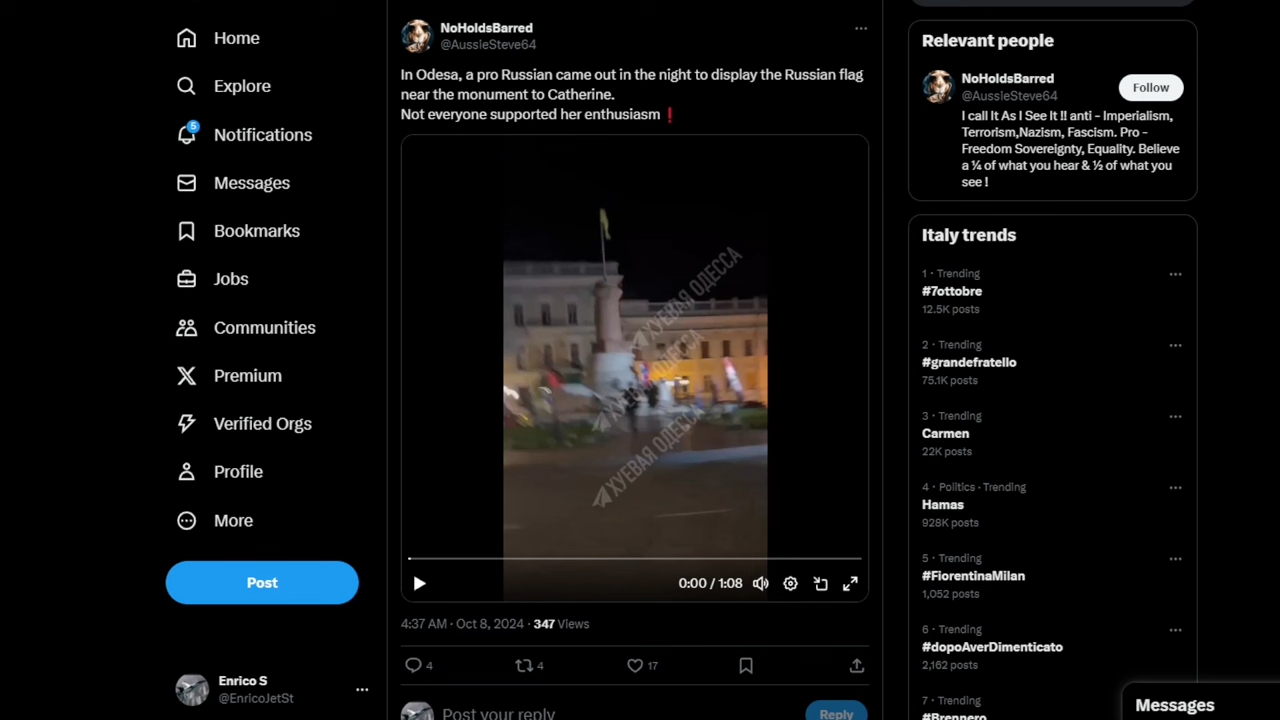 Home
Explore
5
Notifications
Messages
Bookmarks
Jobs
Communities
Premium
Verified Orgs
Profile
More
Post
Enrico S
@EnricoJetSt
NoHoldsBarred
@AussieSteve64
In Odesa, a pro Russian came out in the night to display the Russian flag
near the monument to Catherine.
Not everyone supported her enthusiasm ❗
ХУЕВАЯ ОДЕССА
ХУЕВАЯ ОДЕССА
ХУЕВАЯ ОДЕССА
0:00 / 1:08
4:37 AM · Oct 8, 2024 · 347 Views
4
4
17
Post your reply
Reply
Relevant people
NoHoldsBarred
@AussieSteve64
Follow
I call It As I See It !! anti - Imperialism,
Terrorism,Nazism, Fascism. Pro -
Freedom Sovereignty, Equality. Believe
a ¼ of what you hear & ½ of what you
see !
Italy trends
1 · Trending
#7ottobre
12.5K posts
2 · Trending
#grandefratello
75.1K posts
3 · Trending
Carmen
22K posts
4 · Politics · Trending
Hamas
928K posts
5 · Trending
#FiorentinaMilan
1,052 posts
6 · Trending
#dopoAverDimenticato
2,162 posts
7 · Trending
#Brennero
Messages